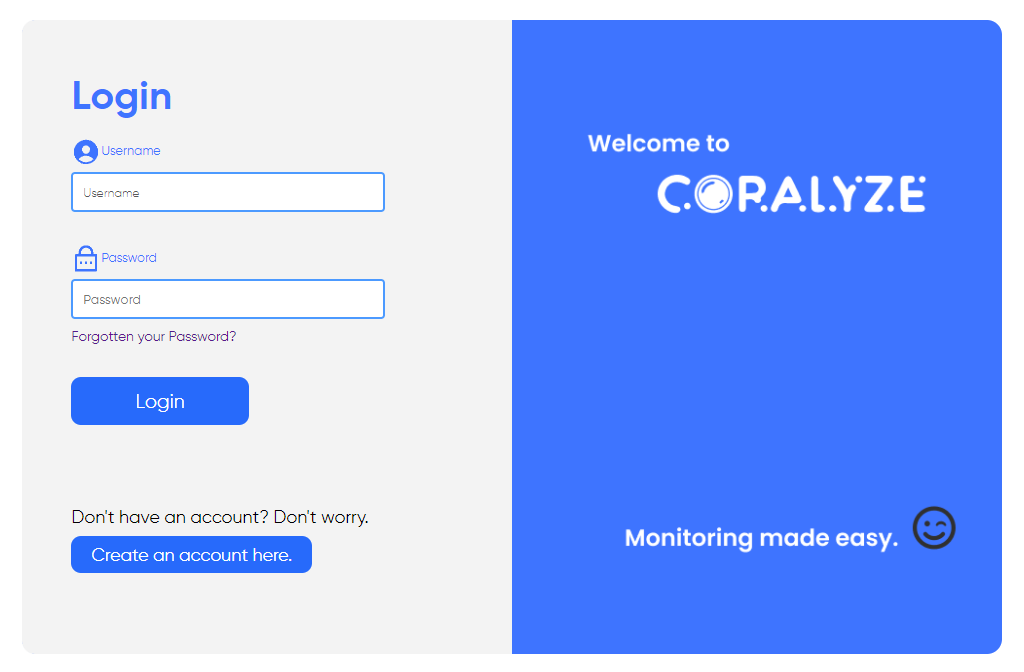 Login
Username
Username
Password
Password
Forgotten your Password?
Login
Don't have an account? Don't worry.
Create an account here.
Welcome to
CORALYZE
Monitoring made easy.